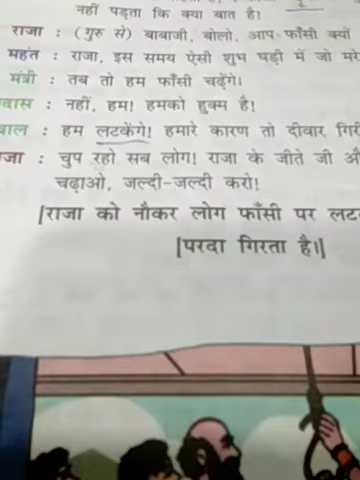 नहीं पड़ता कि क्या बात है!
राजा : (गुरु से) बाबाजी, बोलो, आप फाँसी क्यों
महंत : राजा, इस समय ऐसी शुभ घड़ी में जो मरे
मंत्री : तब तो हम फाँसी चढ़ेंगे।
वास : नहीं, हम! हमको हुक्म है!
वाल : हम लटकेंगे! हमारे कारण तो दीवार गिरी
जा : चुप रहो सब लोग! राजा के जीते जी औ
चढ़ाओ, जल्दी-जल्दी करो!
[राजा को नौकर लोग फाँसी पर लट
[परदा गिरता है।]